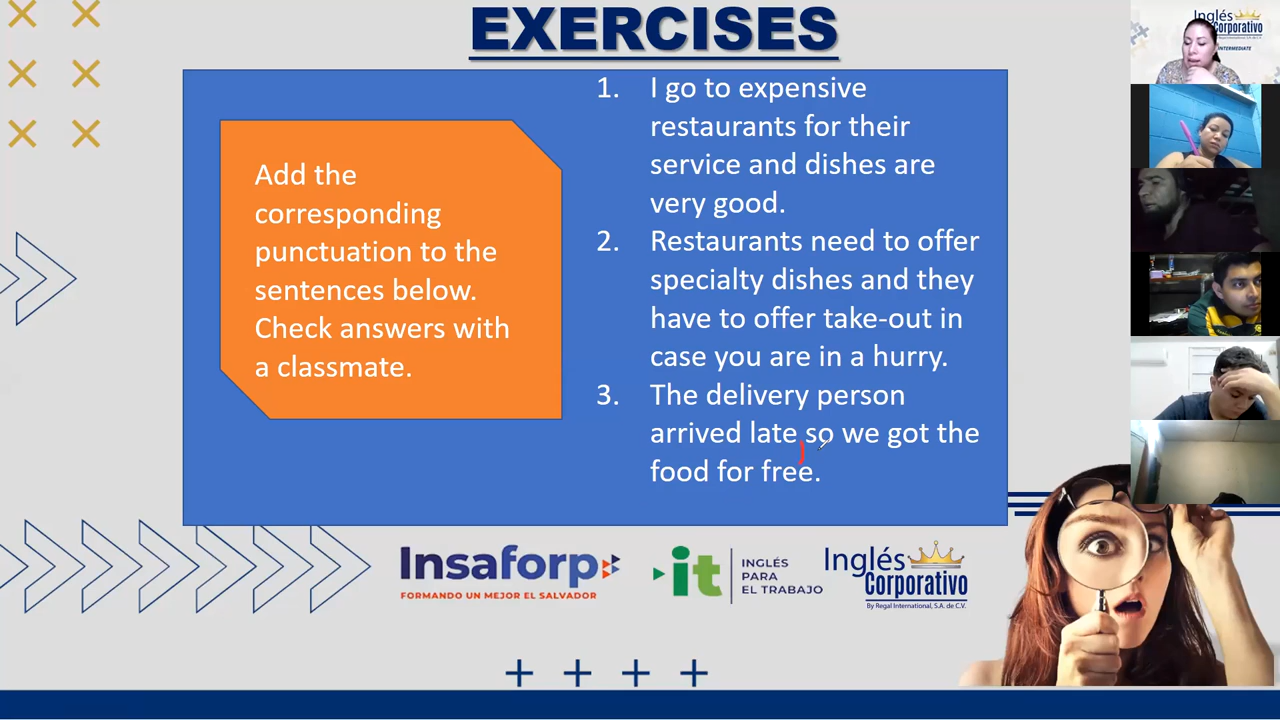 EXERCISES
Add the
corresponding
punctuation to the
sentences below.
Check answers with
a classmate.
1. I go to expensive
restaurants for their
service and dishes are
very good.
2. Restaurants need to offer
specialty dishes and they
have to offer take-out in
case you are in a hurry.
3. The delivery person
arrived late so we got the
food for free.
Insaforp
FORMANDO UN MEJOR EL SALVADOR
it
INGLÉS
PARA
EL TRABAJO
Inglés
Corporativo
By Regal International, S.A. de C.V.
Inglés
Corporativo
INTERMEDIATE